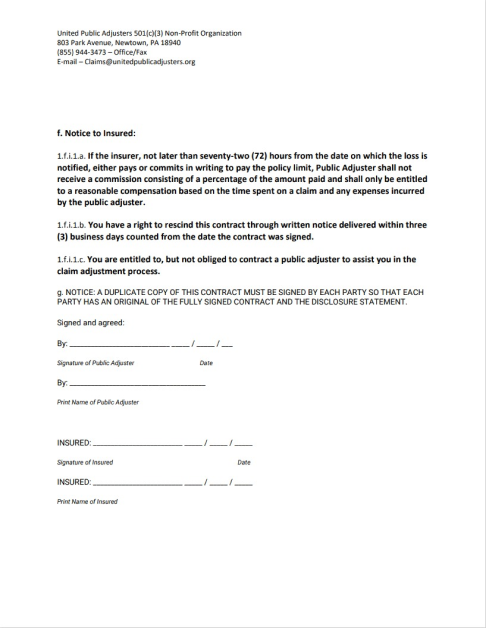 United Public Adjusters 501(c)(3) Non-Profit Organization
803 Park Avenue, Newtown, PA 18940
(855) 944-3473 – Office/Fax
E-mail – Claims@unitedpublicadjusters.org
f. Notice to Insured:
1.f.i.1.a. If the insurer, not later than seventy-two (72) hours from the date on which the loss is
notified, either pays or commits in writing to pay the policy limit, Public Adjuster shall not
receive a commission consisting of a percentage of the amount paid and shall only be entitled
to a reasonable compensation based on the time spent on a claim and any expenses incurred
by the public adjuster.
1.f.i.1.b. You have a right to rescind this contract through written notice delivered within three
(3) business days counted from the date the contract was signed.
1.f.i.1.c. You are entitled to, but not obliged to contract a public adjuster to assist you in the
claim adjustment process.
g. NOTICE: A DUPLICATE COPY OF THIS CONTRACT MUST BE SIGNED BY EACH PARTY SO THAT EACH
PARTY HAS AN ORIGINAL OF THE FULLY SIGNED CONTRACT AND THE DISCLOSURE STATEMENT.
Signed and agreed:
By: ______________________ ____ / ____ / ___
Signature of Public Adjuster Date
By: ______________________________
Print Name of Public Adjuster
INSURED: ____________________ ____ / ____ / ____
Signature of Insured Date
INSURED: ____________________ ____ / ____ / ____
Print Name of Insured